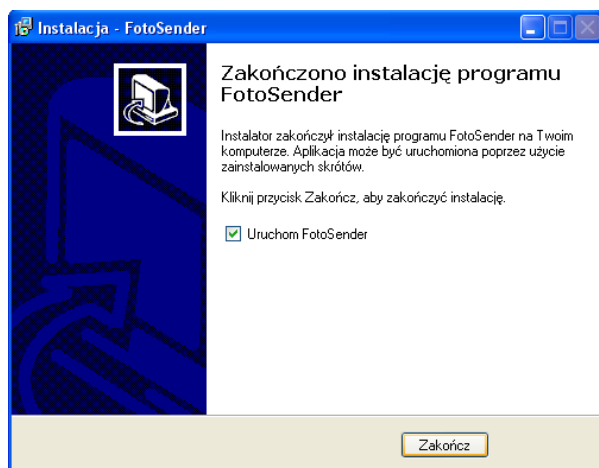 Instalacja - FotoSender
Zakończono instalację programu
FotoSender
Instalator zakończył instalację programu FotoSender na Twoim
komputerze. Aplikacja może być uruchomiona poprzez użycie
zainstalowanych skrótów.
Kliknij przycisk Zakończ, aby zakończyć instalację.
Uruchom FotoSender
Zakończ